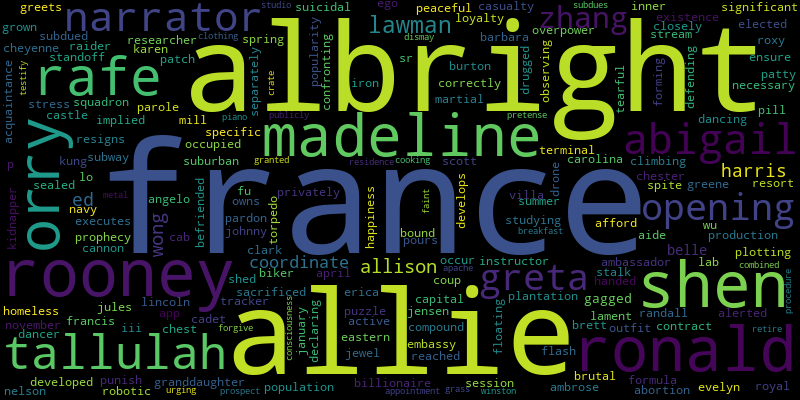 greets
studio
ego
subdues
suicidal
peaceful
casualty
inner
significant
narrator
lawman
loyalty
zhang
existence
elected
grown
raider
subdued
researcher
spring
clothing
dismay
barbara
overpower
closely
stream
roxy
cheyenne
karen
patch
separately
popularity
confronting
sr
burton
ensure
standoff
rafe
albright
drugged
observing
tearful
forming
defending
patty
necessary
acquaintance
testify
squadron
iron
correctly
stress
parole
crate
martial
pill
castle
implied
mill
publicly
pretense
dancing
orry
specific
madeline
abigail
resigns
occupied
piano
terminal
carolina
climbing
p
kung
subway
suburban
granted
residence
cooking
scott
chester
harris
sealed
lo
fu
privately
drone
spite
greene
resort
kidnapper
ed
angelo
owns
villa
summer
navy
befriended
pardon
torpedo
happiness
faint
develops
breakfast
afford
opening
executes
wong
johnny
bound
studying
wu
prophecy
cab
clark
pours
aide
production
cannon
france
metal
coordinate
occur
instructor
ambassador
belle
plotting
rooney
biker
april
allison
apache
greta
stalk
lab
combined
shed
coup
handed
shen
homeless
jules
sacrificed
erica
capital
plantation
gagged
procedure
lincoln
tracker
puzzle
jensen
floating
lament
randall
alerted
november
francis
app
cadet
forgive
consciousness
january
declaring
active
compound
brett
outfit
contract
dancer
iii
chest
eastern
embassy
flash
tallulah
allie
ronald
jewel
reached
developed
punish
granddaughter
billionaire
session
brutal
formula
evelyn
royal
nelson
robotic
urging
prospect
population
appointment
grass
winston
ambrose
abortion
retire